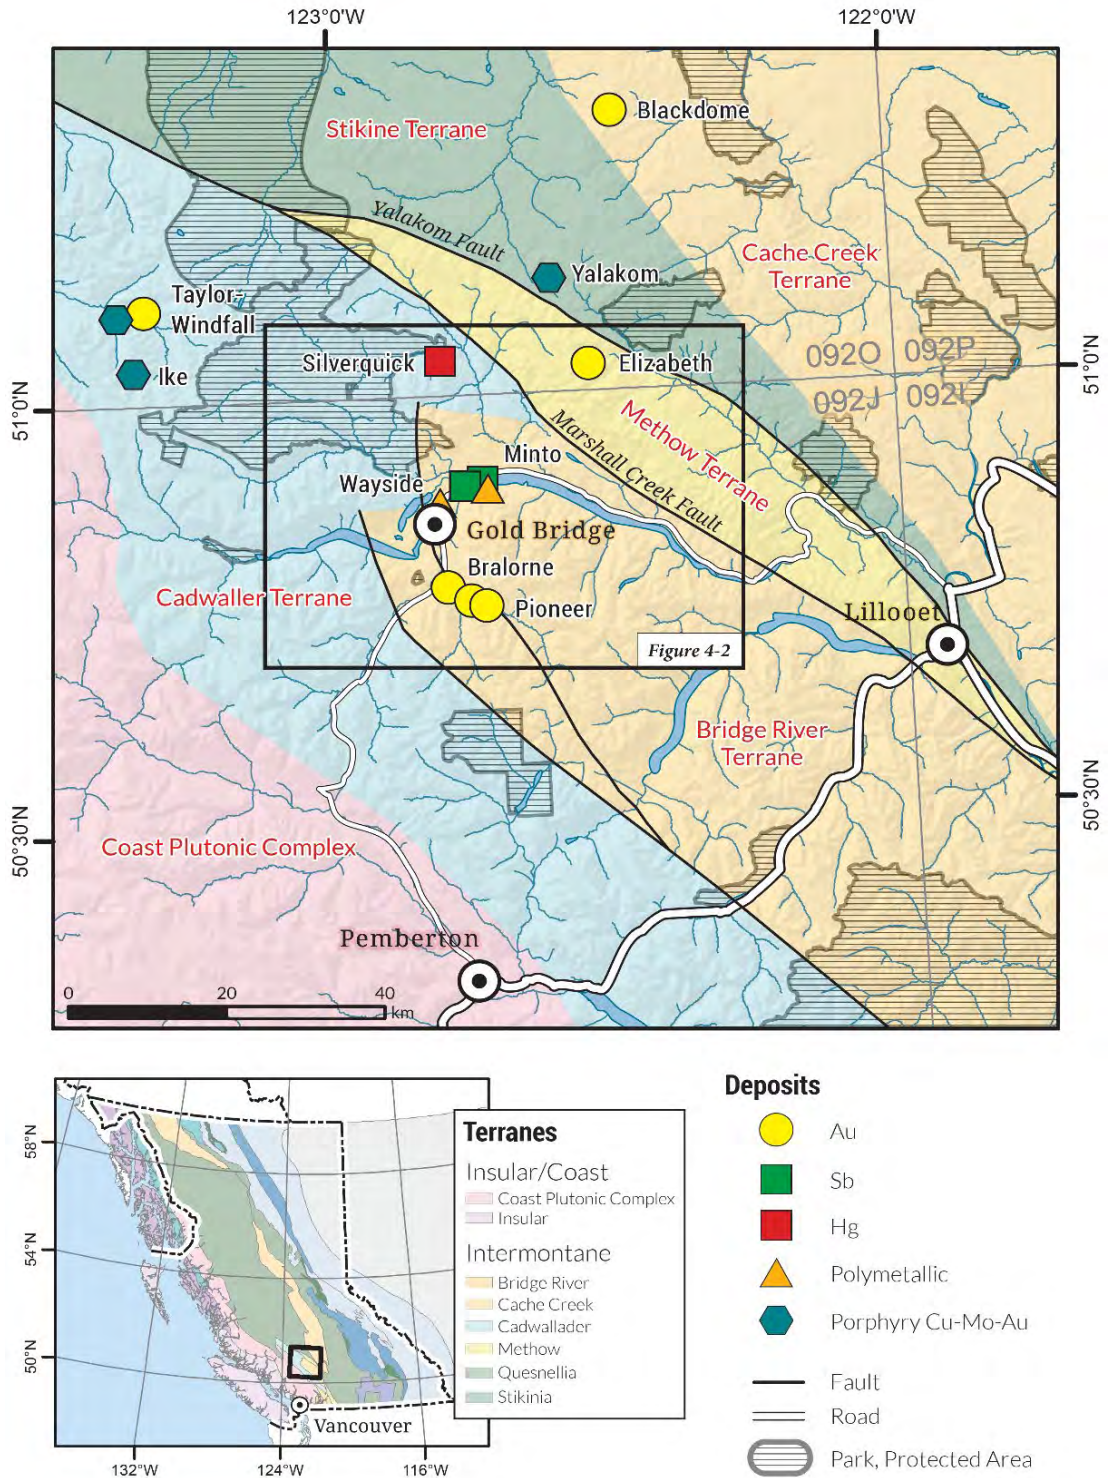 123°0'W
122°0'W
Blackdome
Stikine Terrane
Yalakom Fault
Cache Creek
Terrane
Yalakom
Taylor-
Windfall
Silverquick
Elizabeth
092O
092P
51°0'N
Ike
51°0'N
092J
092I
Methow Terrane
Marshall Creek Fault
Minto
Wayside
Gold Bridge
Bralorne
Cadwaller Terrane
Pioneer
Lillooet
Figure 4-2
Bridge River
Terrane
50°30'N
50°30'N
Coast Plutonic Complex
Pemberton
0
20
40
km
Deposits
Au
Sb
Hg
Polymetallic
Porphyry Cu-Mo-Au
Fault
Road
Park, Protected Area
Terranes
Insular/Coast
Coast Plutonic Complex
Insular
Intermontane
Bridge River
Cache Creek
Cadwallader
Methow
Quesnellia
Stikinia
58°N
54°N
50°N
Vancouver
132°W
124°W
116°W